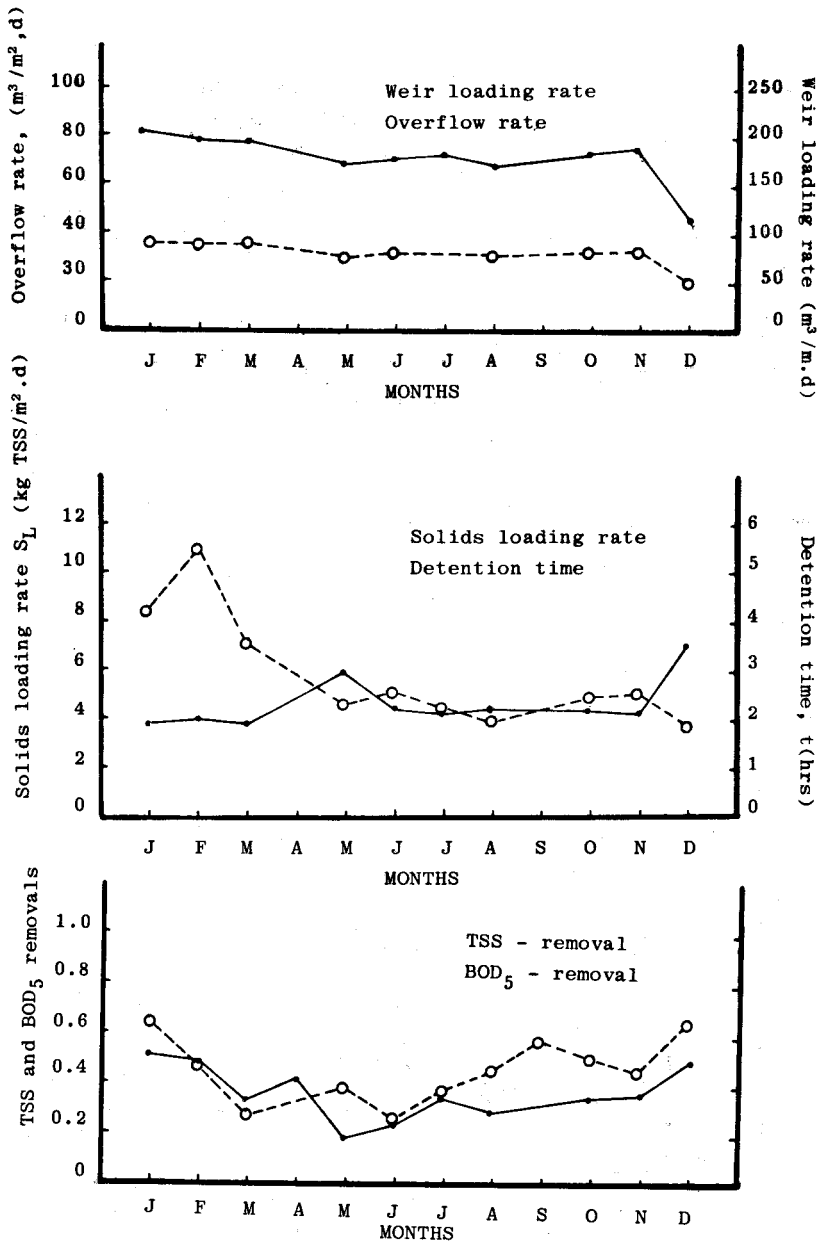 Overflow rate, (m³/m²,d)
100
80
60
40
30
0
Weir loading rate
Overflow rate
250
200
150
100
50
0
Weir loading rate (m³/m.d)
J F M A M J J A S O N D
MONTHS
Solids loading rate S_L (kg TSS/m².d)
12
10
8
6
4
2
0
Solids loading rate
Detention time
6
5
4
3
2
1
0
Detention time, t(hrs)
J F M A M J J A S O N D
MONTHS
TSS and BOD₅ removals
1.0
0.8
0.6
0.4
0.2
0
TSS - removal
BOD₅ - removal
J F M A M J J A S O N D
MONTHS